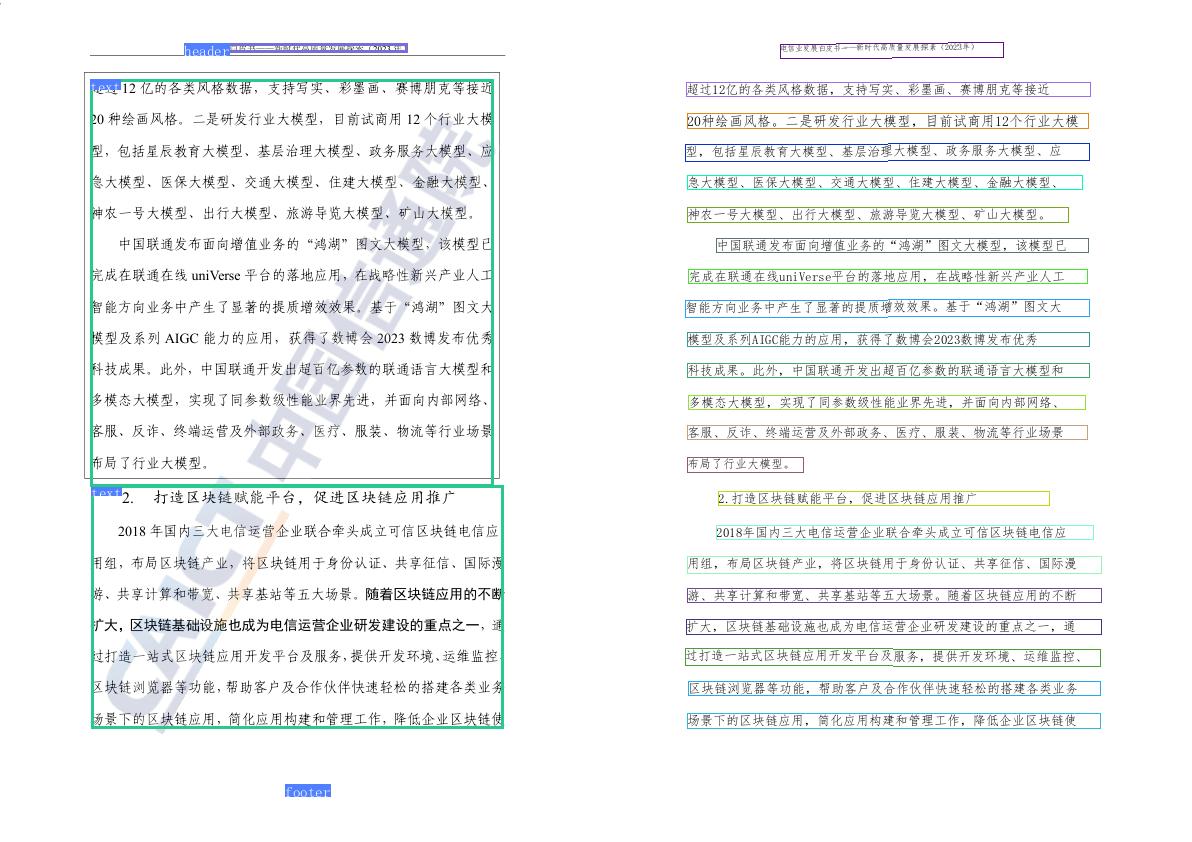 header
白皮书——新时代高质量发展探索（2023 年）
text
超过 12 亿的各类风格数据，支持写实、彩墨画、赛博朋克等接近
20 种绘画风格。二是研发行业大模型，目前试商用 12 个行业大模
型，包括星辰教育大模型、基层治理大模型、政务服务大模型、应
急大模型、医保大模型、交通大模型、住建大模型、金融大模型、
神农一号大模型、出行大模型、旅游导览大模型、矿山大模型。
中国联通发布面向增值业务的“鸿湖”图文大模型，该模型已
完成在联通在线 uniVerse 平台的落地应用，在战略性新兴产业人工
智能方向业务中产生了显著的提质增效效果。基于“鸿湖”图文大
模型及系列 AIGC 能力的应用，获得了数博会 2023 数博发布优秀
科技成果。此外，中国联通开发出超百亿参数的联通语言大模型和
多模态大模型，实现了同参数级性能业界先进，并面向内部网络、
客服、反诈、终端运营及外部政务、医疗、服装、物流等行业场景
布局了行业大模型。
text
2. 打造区块链赋能平台，促进区块链应用推广
2018 年国内三大电信运营企业联合牵头成立可信区块链电信应
用组，布局区块链产业，将区块链用于身份认证、共享征信、国际漫
游、共享计算和带宽、共享基站等五大场景。随着区块链应用的不断
扩大，区块链基础设施也成为电信运营企业研发建设的重点之一，通
过打造一站式区块链应用开发平台及服务，提供开发环境、运维监控、
区块链浏览器等功能，帮助客户及合作伙伴快速轻松的搭建各类业务
场景下的区块链应用，简化应用构建和管理工作，降低企业区块链使
CAICT 中国信通院
footer
电信业发展白皮书——新时代高质量发展探索（2023年）
超过12亿的各类风格数据，支持写实、彩墨画、赛博朋克等接近
20种绘画风格。二是研发行业大模型，目前试商用12个行业大模
型，包括星辰教育大模型、基层治理大模型、政务服务大模型、应
急大模型、医保大模型、交通大模型、住建大模型、金融大模型、
神农一号大模型、出行大模型、旅游导览大模型、矿山大模型。
中国联通发布面向增值业务的“鸿湖”图文大模型，该模型已
完成在联通在线uniVerse平台的落地应用，在战略性新兴产业人工
智能方向业务中产生了显著的提质增效效果。基于“鸿湖”图文大
模型及系列AIGC能力的应用，获得了数博会2023数博发布优秀
科技成果。此外，中国联通开发出超百亿参数的联通语言大模型和
多模态大模型，实现了同参数级性能业界先进，并面向内部网络、
客服、反诈、终端运营及外部政务、医疗、服装、物流等行业场景
布局了行业大模型。
2.打造区块链赋能平台，促进区块链应用推广
2018年国内三大电信运营企业联合牵头成立可信区块链电信应
用组，布局区块链产业，将区块链用于身份认证、共享征信、国际漫
游、共享计算和带宽、共享基站等五大场景。随着区块链应用的不断
扩大，区块链基础设施也成为电信运营企业研发建设的重点之一，通
过打造一站式区块链应用开发平台及服务，提供开发环境、运维监控、
区块链浏览器等功能，帮助客户及合作伙伴快速轻松的搭建各类业务
场景下的区块链应用，简化应用构建和管理工作，降低企业区块链使